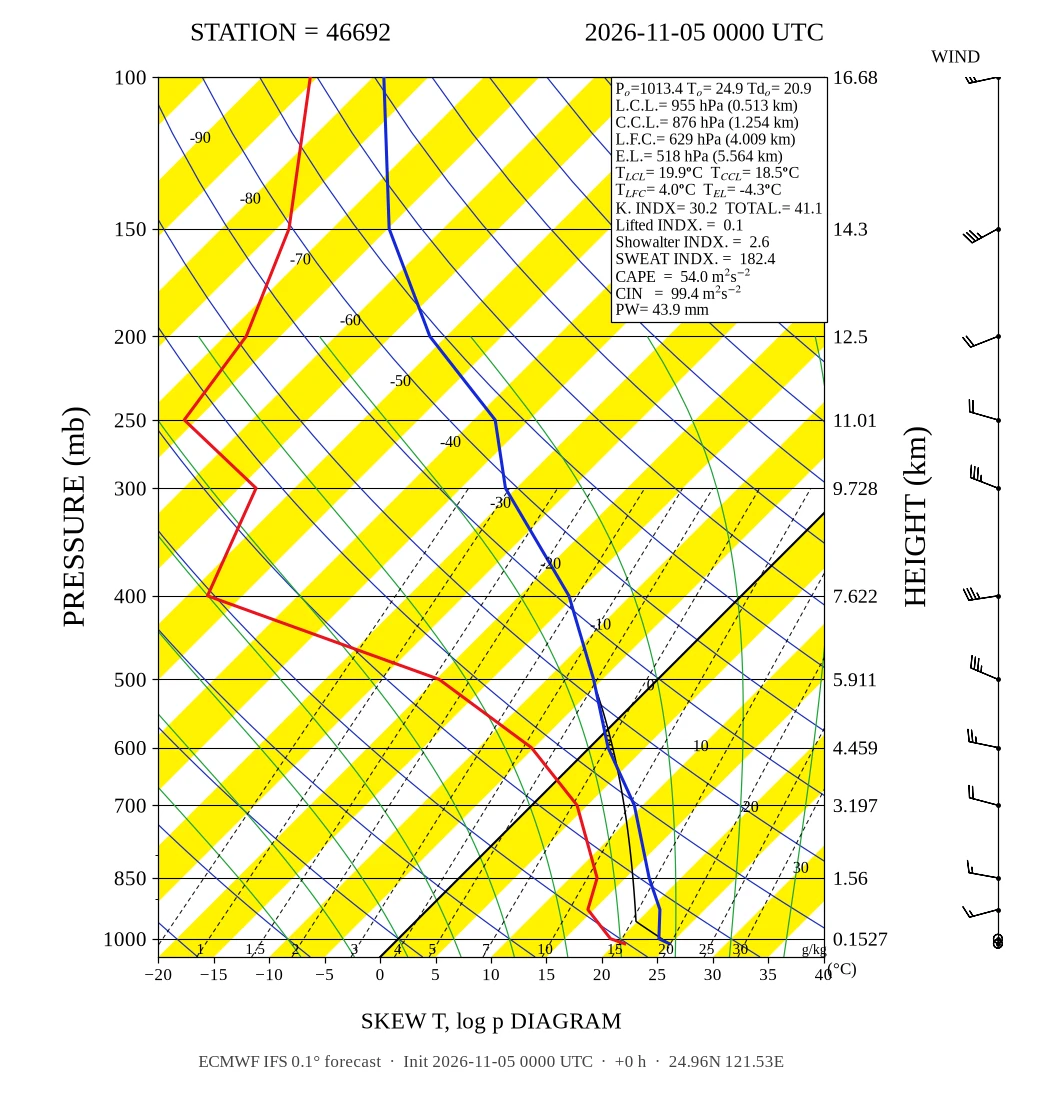 STATION = 46692
2026-11-05 0000 UTC
WIND
100
16.68
Pₒ=1013.4 Tₒ= 24.9 Tdₒ= 20.9
L.C.L.= 955 hPa (0.513 km)
C.C.L.= 876 hPa (1.254 km)
L.F.C.= 629 hPa (4.009 km)
E.L.= 518 hPa (5.564 km)
T_LCL= 19.9°C T_CCL= 18.5°C
T_LFC= 4.0°C T_EL= -4.3°C
K. INDX= 30.2 TOTAL.= 41.1
Lifted INDX. = 0.1
Showalter INDX. = 2.6
SWEAT INDX. = 182.4
CAPE = 54.0 m²s⁻²
CIN = 99.4 m²s⁻²
PW= 43.9 mm
-90
-80
150
14.3
-70
-60
200
12.5
-50
250
11.01
-40
300
9.728
-30
PRESSURE (mb)
HEIGHT (km)
-20
400
7.622
-10
500
5.911
0
600
10
4.459
700
20
3.197
850
30
1.56
1000
0.1527
1 1.5 2 3 4 5 7 10 15 20 25 30 g/kg
−20 −15 −10 −5 0 5 10 15 20 25 30 35 40
(°C)
SKEW T, log p DIAGRAM
ECMWF IFS 0.1° forecast · Init 2026-11-05 0000 UTC · +0 h · 24.96N 121.53E